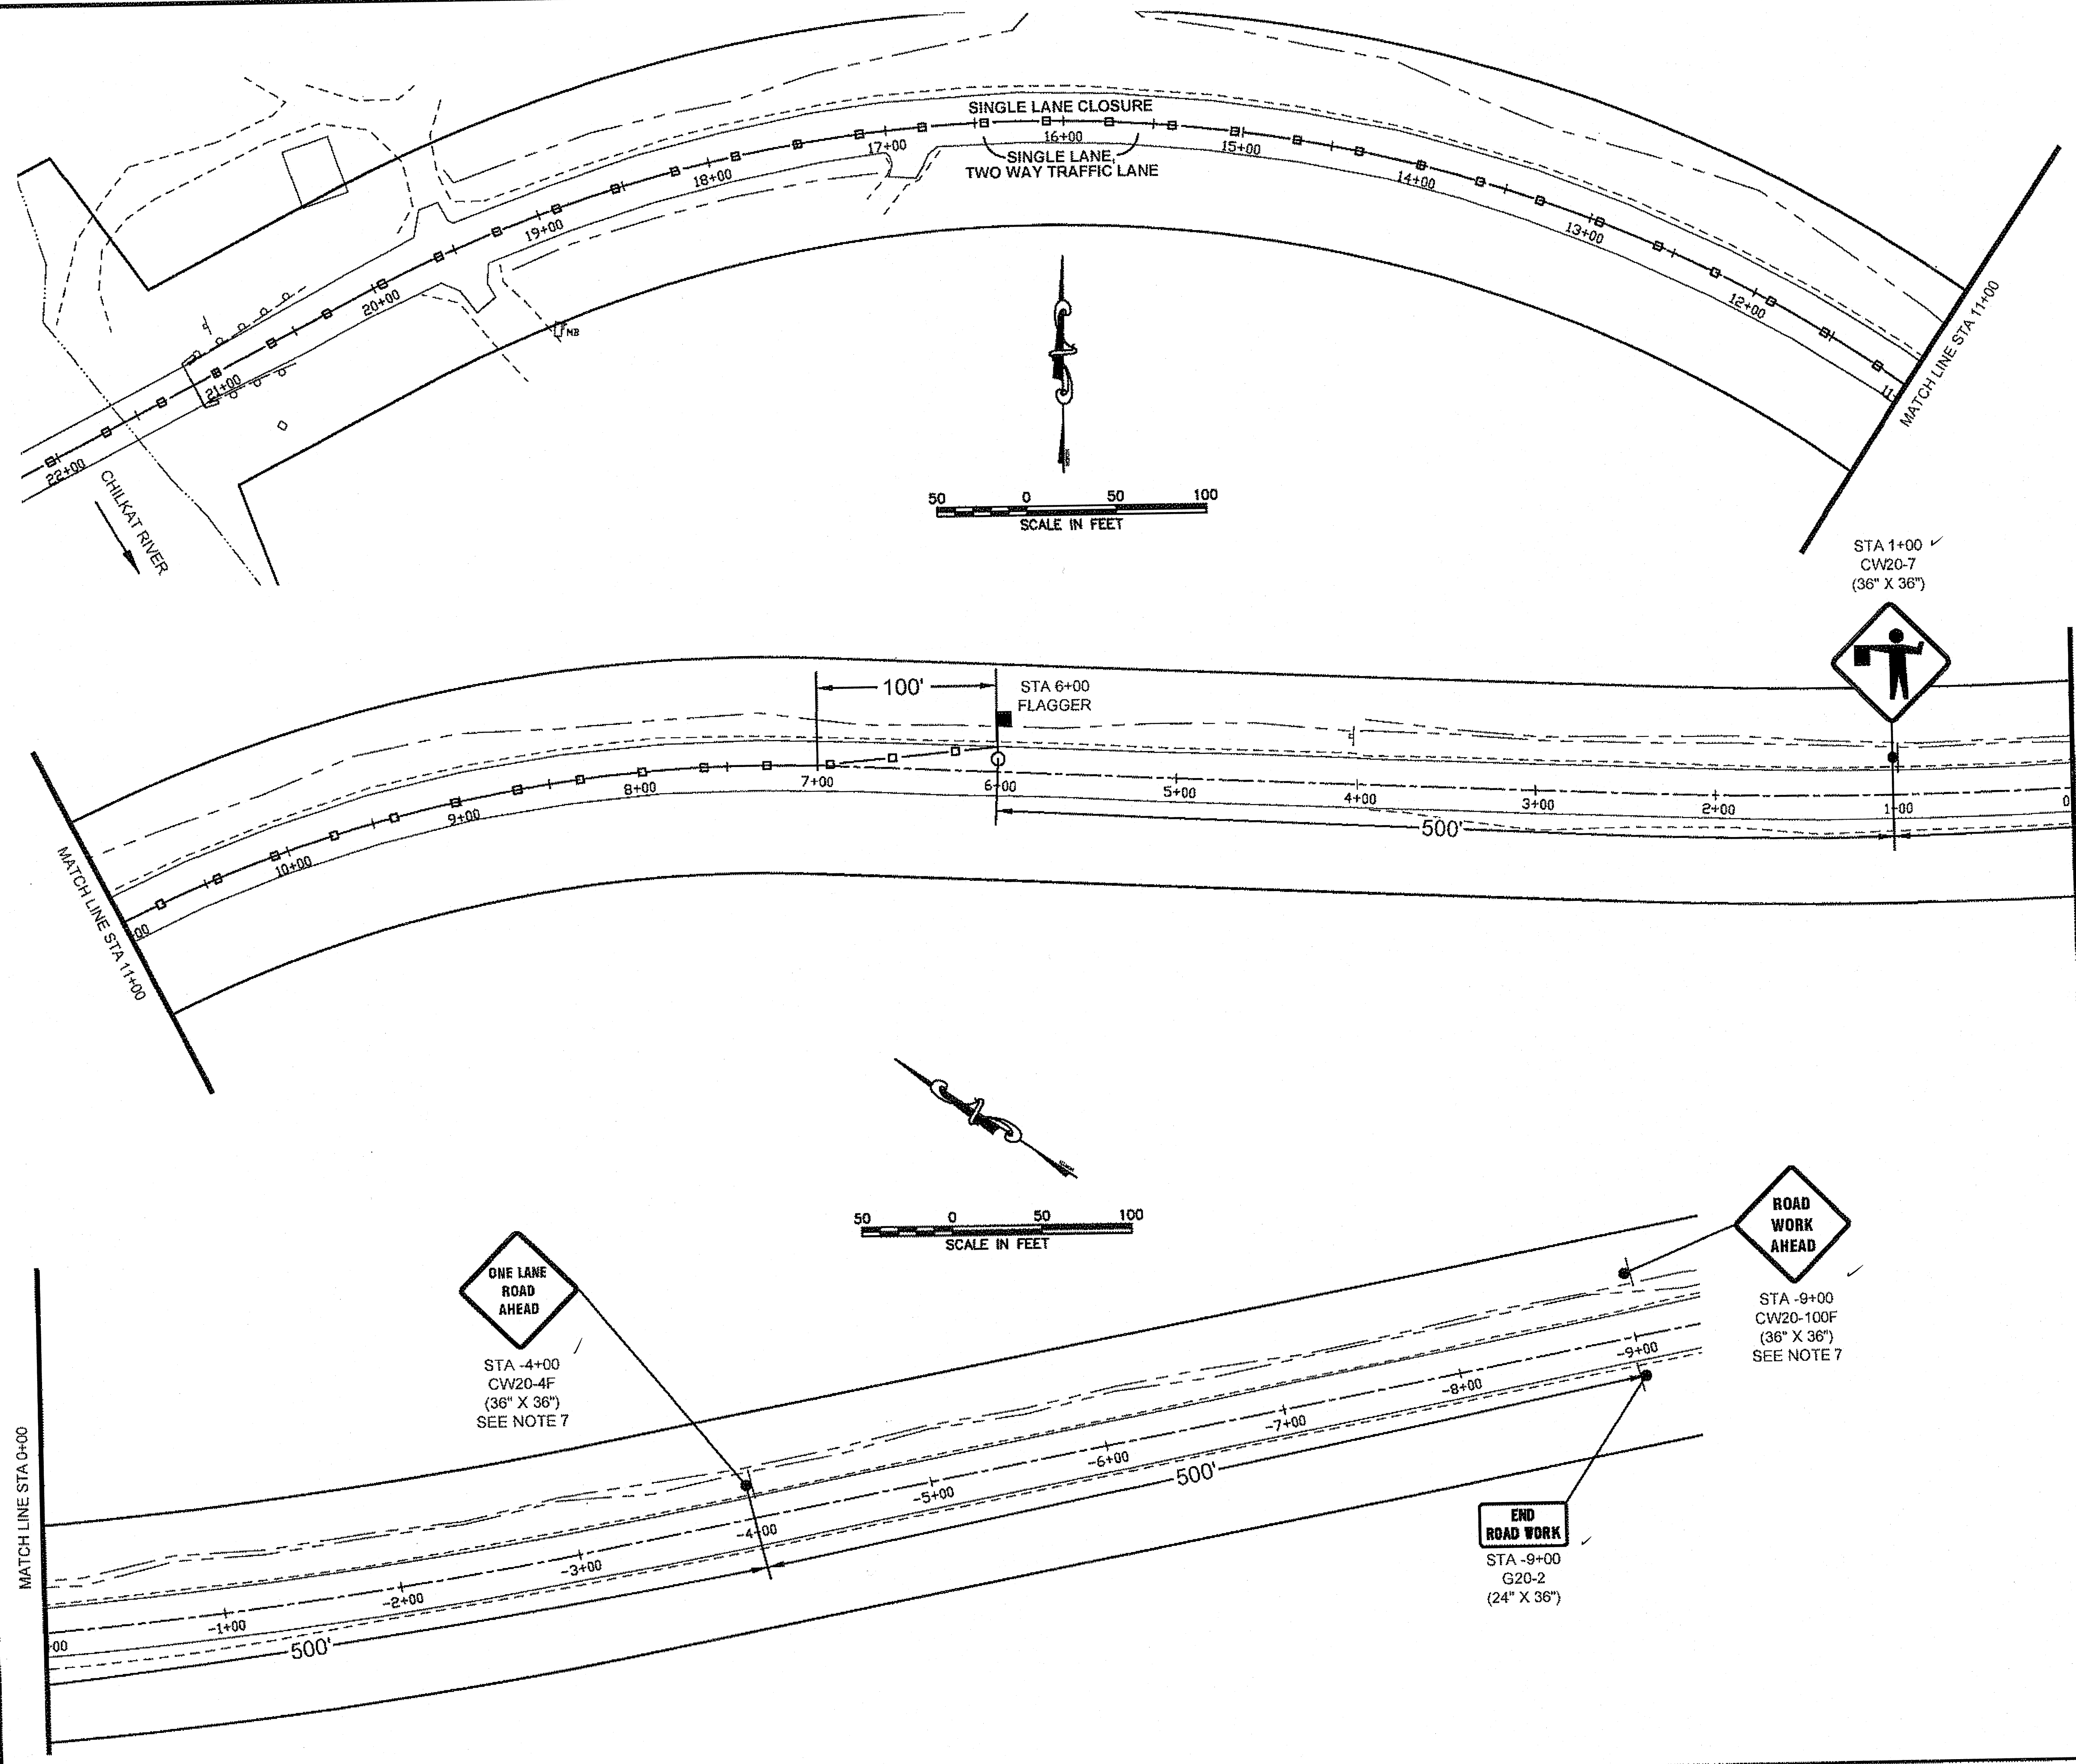 SINGLE LANE CLOSURE
17+00
16+00
15+00
SINGLE LANE,
TWO WAY TRAFFIC LANE
18+00
14+00
19+00
13+00
20+00
12+00
MB
21+00
11+
MATCH LINE STA 11+00
22+00
CHILKAT RIVER
50 0 50 100
SCALE IN FEET
STA 1+00
CW20-7
(36" X 36")
100'
STA 6+00
FLAGGER
7+00
6+00
5+00
4+00
3+00
2+00
1+00
0
8+00
9+00
10+00
500'
00
MATCH LINE STA 11+00
50 0 50 100
SCALE IN FEET
ROAD
WORK
AHEAD
STA -9+00
CW20-100F
(36" X 36")
SEE NOTE 7
ONE LANE
ROAD
AHEAD
STA -4+00
CW20-4F
(36" X 36")
SEE NOTE 7
-9+00
-8+00
-7+00
-6+00
-5+00
-4+00
-3+00
-2+00
-1+00
00
500'
500'
MATCH LINE STA 0+00
END
ROAD WORK
STA -9+00
G20-2
(24" X 36")